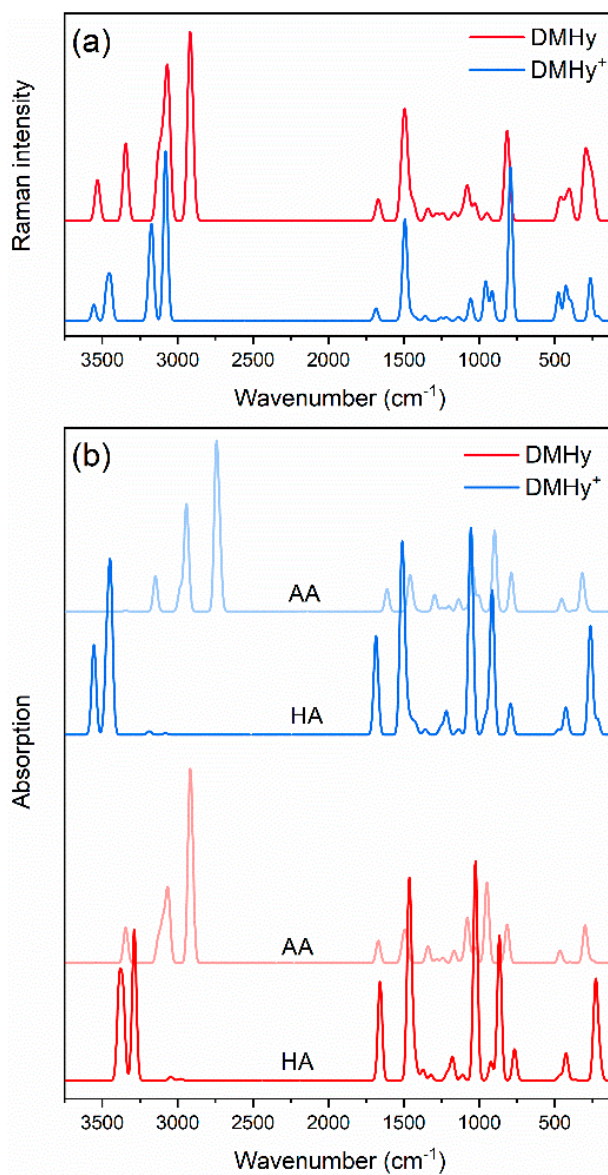 (a)
DMHy
DMHy⁺
Raman intensity
3500 3000 2500 2000 1500 1000 500
Wavenumber (cm⁻¹)
(b)
DMHy
DMHy⁺
AA
HA
Absorption
AA
HA
3500 3000 2500 2000 1500 1000 500
Wavenumber (cm⁻¹)